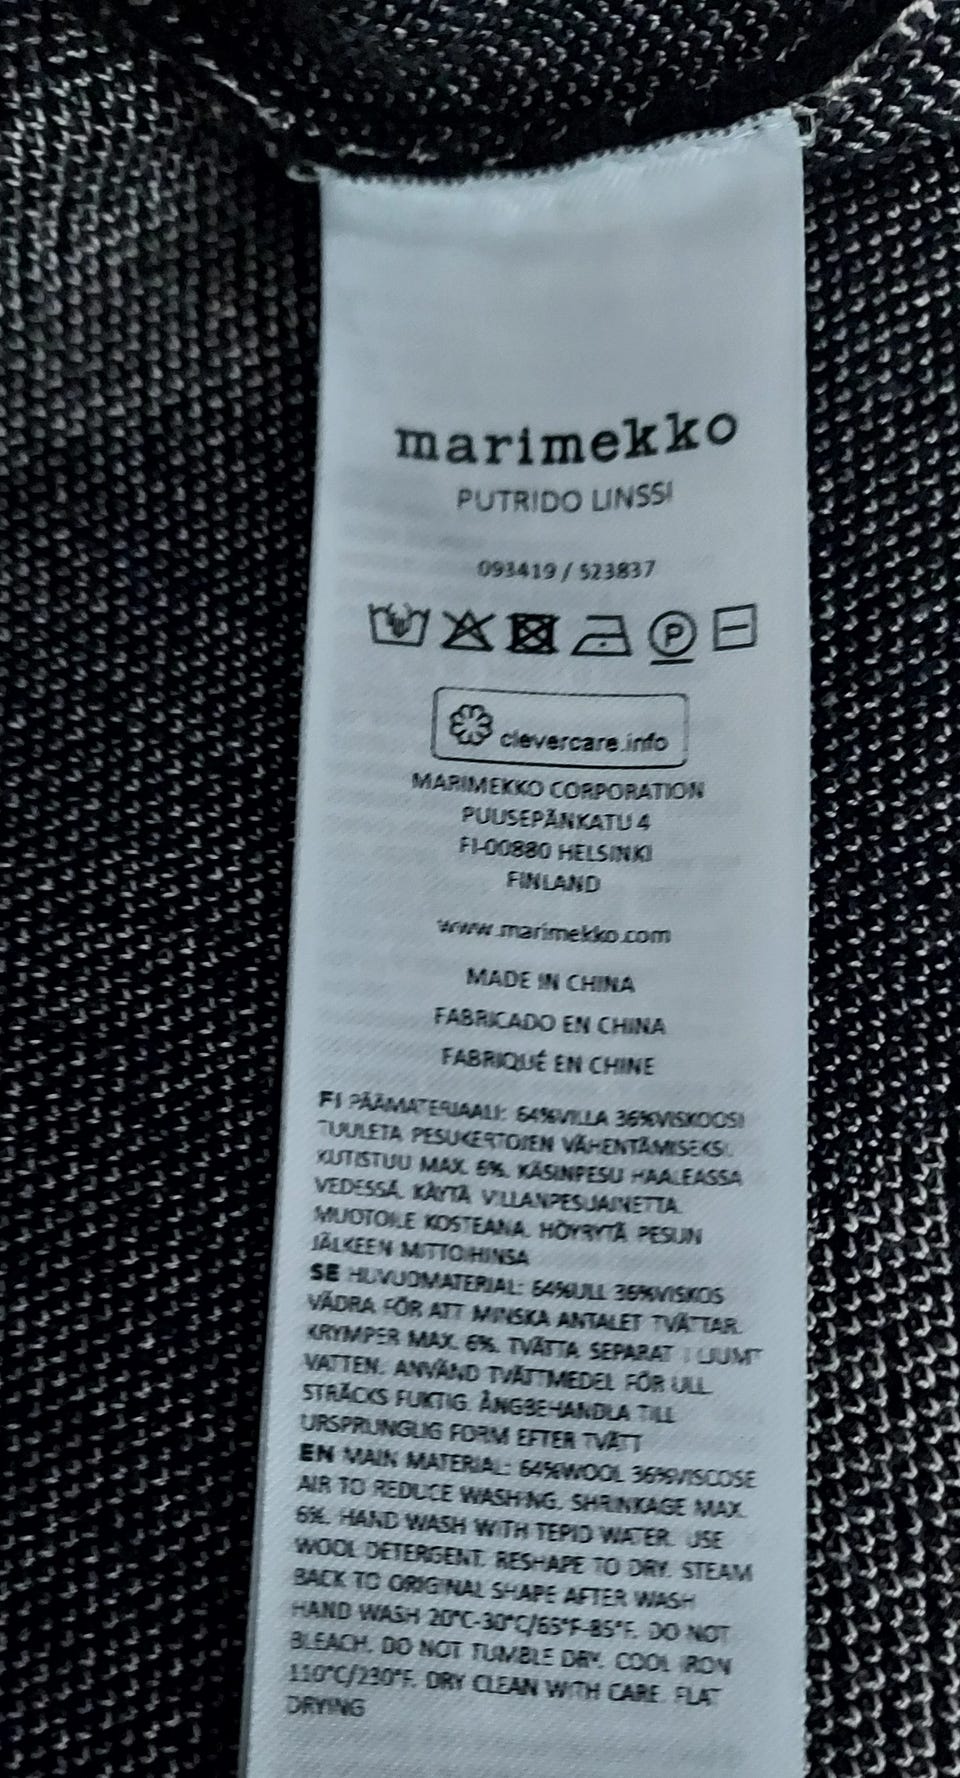 marimekko
PUTRIDO LINSSI
093419 / 523837
P
clevercare.info
MARIMEKKO CORPORATION
PUUSEPÄNKATU 4
FI-00880 HELSINKI
FINLAND
www.marimekko.com
MADE IN CHINA
FABRICADO EN CHINA
FABRIQUÉ EN CHINE
FI PÄÄMATERIAALI: 64%VILLA 36%VISKOOSI
TUULETA PESUKERTOJEN VÄHENTÄMISEKSI.
KUTISTUU MAX. 6%. KÄSINPESU HAALEASSA
VEDESSÄ. KÄYTÄ VILLANPESUAINETTA.
MUOTOILE KOSTEANA. HÖYRYTÄ PESUN
JÄLKEEN MITTOIHINSA
SE HUVUDMATERIAL: 64%ULL 36%VISKOS
VÄDRA FÖR ATT MINSKA ANTALET TVÄTTAR.
KRYMPER MAX. 6%. TVÄTTA SEPARAT I LJUMT
VATTEN. ANVÄND TVÄTTMEDEL FÖR ULL.
STRÄCKS FUKTIG. ÅNGBEHANDLA TILL
URSPRUNGLIG FORM EFTER TVÄTT
EN MAIN MATERIAL: 64%WOOL 36%VISCOSE
AIR TO REDUCE WASHING. SHRINKAGE MAX.
6%. HAND WASH WITH TEPID WATER. USE
WOOL DETERGENT. RESHAPE TO DRY. STEAM
BACK TO ORIGINAL SHAPE AFTER WASH
HAND WASH 20°C-30°C/65°F-85°F. DO NOT
BLEACH. DO NOT TUMBLE DRY. COOL IRON
110°C/230°F. DRY CLEAN WITH CARE. FLAT
DRYING